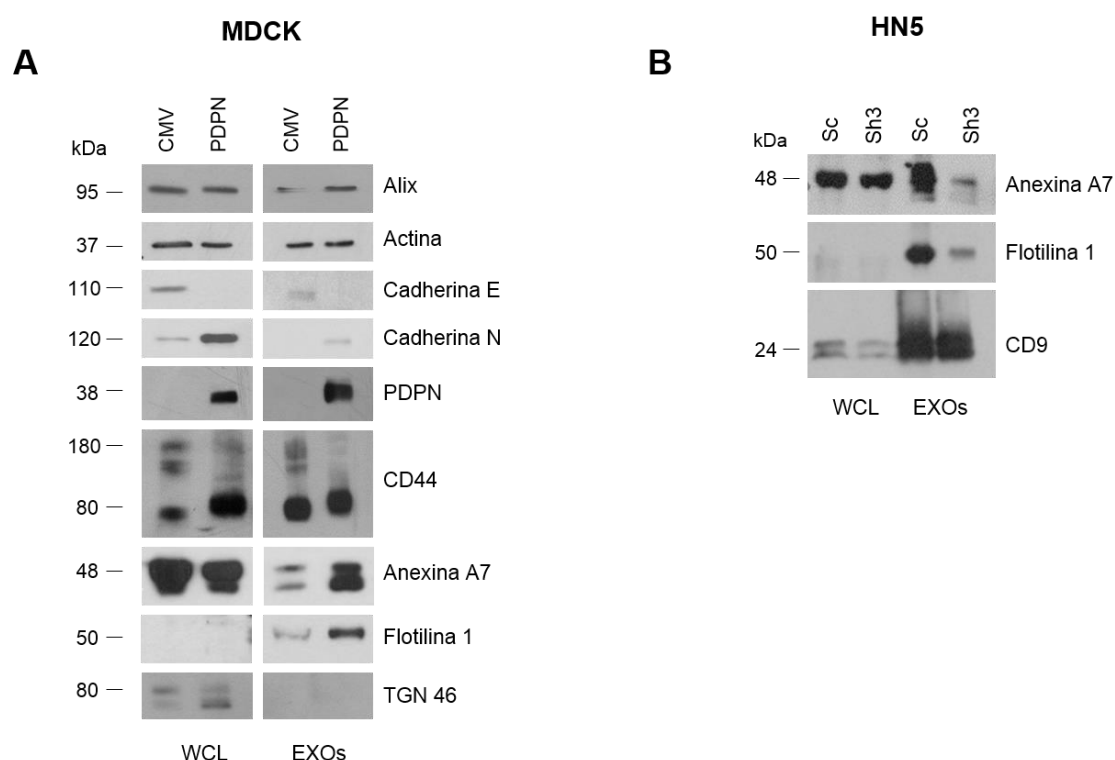 MDCK
A
CMV
PDPN
CMV
PDPN
kDa
95
Alix
37
Actina
110
Cadherina E
120
Cadherina N
38
PDPN
180
80
CD44
48
Anexina A7
50
Flotilina 1
80
TGN 46
WCL
EXOs
HN5
B
Sc
Sh3
Sc
Sh3
kDa
48
Anexina A7
50
Flotilina 1
24
CD9
WCL
EXOs